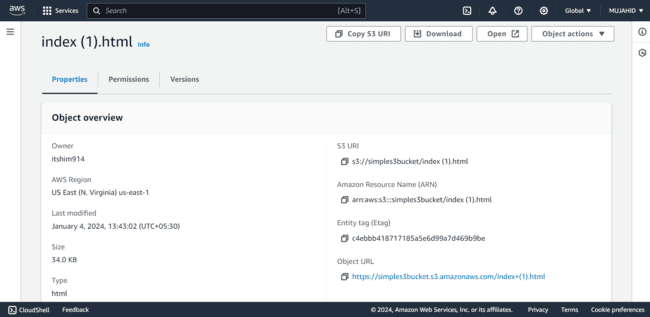 aws
Services
Search
[Alt+S]
Global
MUJAHID
index (1).html
Info
Copy S3 URI
Download
Open
Object actions
Properties
Permissions
Versions
Object overview
Owner
itshim914
AWS Region
US East (N. Virginia) us-east-1
Last modified
January 4, 2024, 13:43:02 (UTC+05:30)
Size
34.0 KB
Type
html
S3 URI
s3://simples3bucket/index (1).html
Amazon Resource Name (ARN)
arn:aws:s3:::simples3bucket/index (1).html
Entity tag (Etag)
c4ebbb418717185a5e6d99a7d469b9be
Object URL
https://simples3bucket.s3.amazonaws.com/index+(1).html
CloudShell
Feedback
© 2024, Amazon Web Services, Inc. or its affiliates.
Privacy
Terms
Cookie preferences